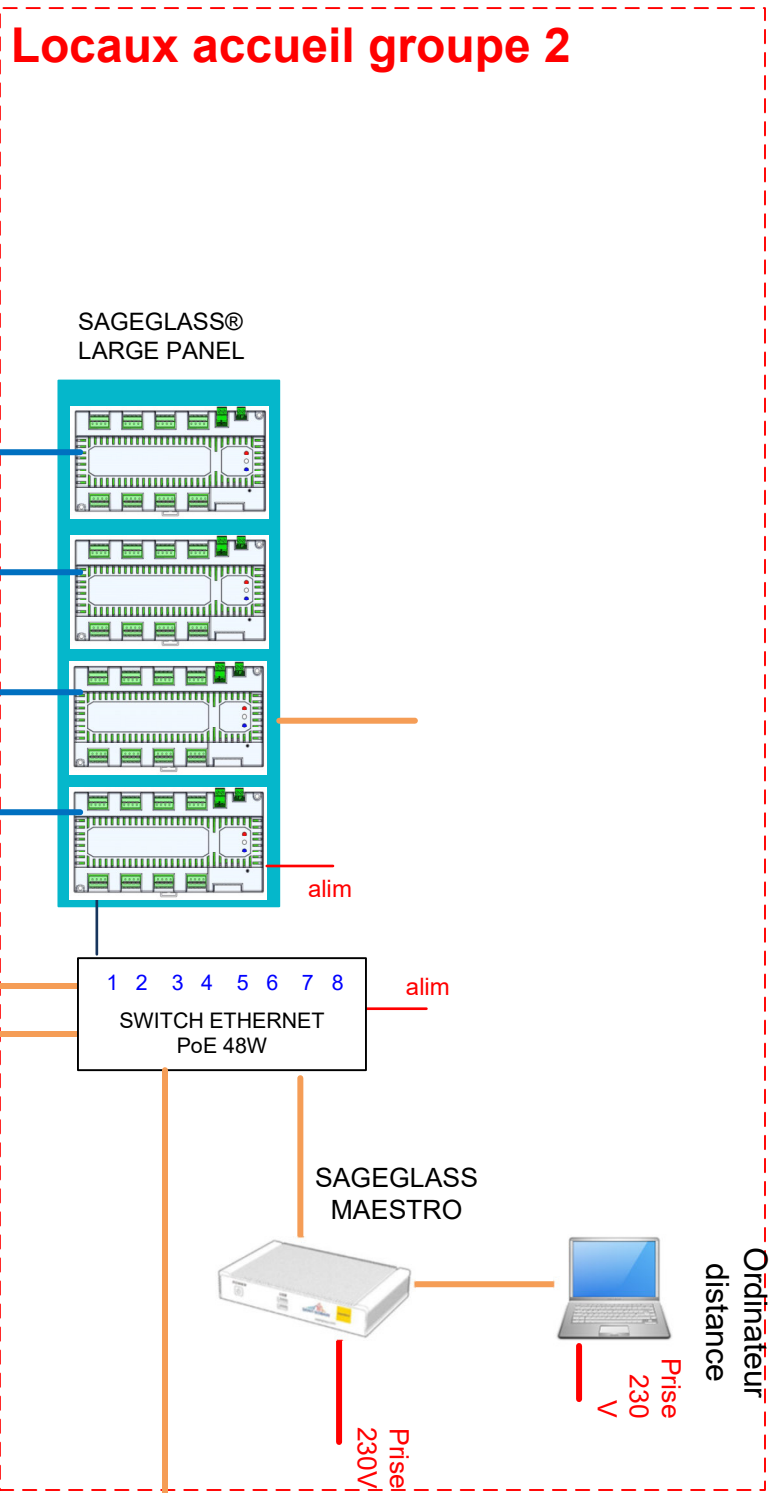 Locaux accueil groupe 2
SAGEGLASS®
LARGE PANEL
alim
1 2 3 4 5 6 7 8
SWITCH ETHERNET
PoE 48W
alim
SAGEGLASS
MAESTRO
Ordinateur
distance
Prise
230
V
Prise
230V